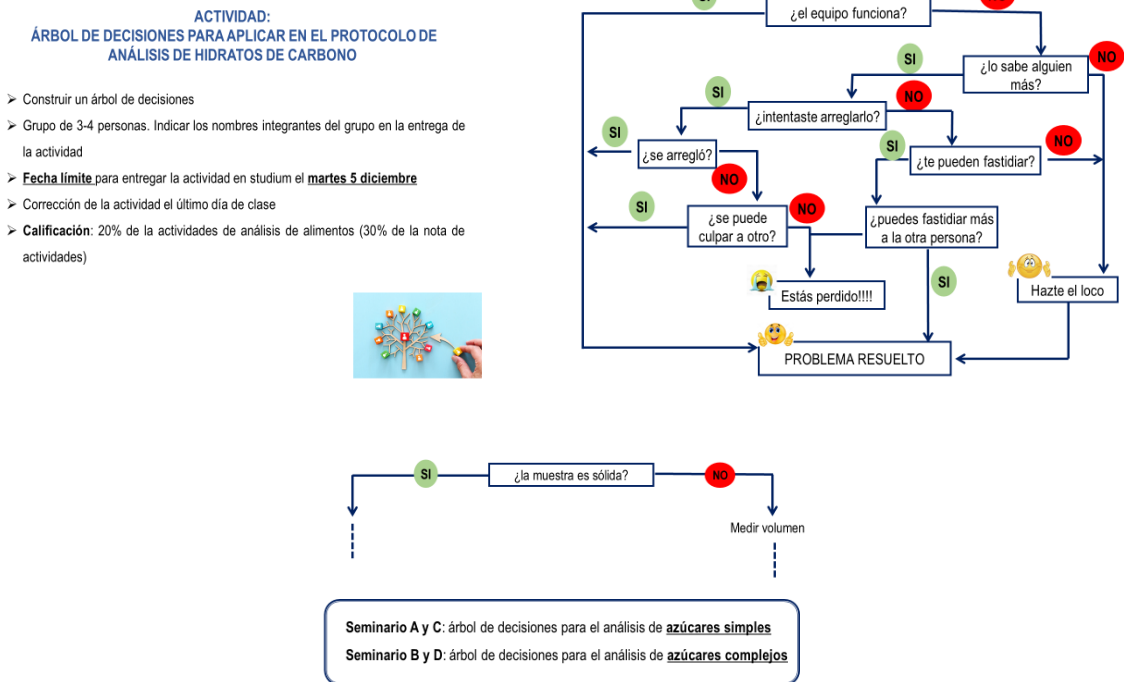 ACTIVIDAD:
ÁRBOL DE DECISIONES PARA APLICAR EN EL PROTOCOLO DE
ANÁLISIS DE HIDRATOS DE CARBONO
➢ Construir un árbol de decisiones
➢ Grupo de 3-4 personas. Indicar los nombres integrantes del grupo en la entrega de
la actividad
➢ Fecha límite para entregar la actividad en studium el martes 5 diciembre
➢ Corrección de la actividad el último día de clase
➢ Calificación: 20% de la actividades de análisis de alimentos (30% de la nota de
actividades)
SI
¿el equipo funciona?
NO
SI
¿lo sabe alguien
más?
NO
SI
¿intentaste arreglarlo?
NO
SI
¿se arregló?
NO
SI
¿te pueden fastidiar?
NO
SI
¿se puede
culpar a otro?
NO
¿puedes fastidiar más
a la otra persona?
SI
Estás perdido!!!!
Hazte el loco
PROBLEMA RESUELTO
SI
¿la muestra es sólida?
NO
Medir volumen
Seminario A y C: árbol de decisiones para el análisis de azúcares simples
Seminario B y D: árbol de decisiones para el análisis de azúcares complejos